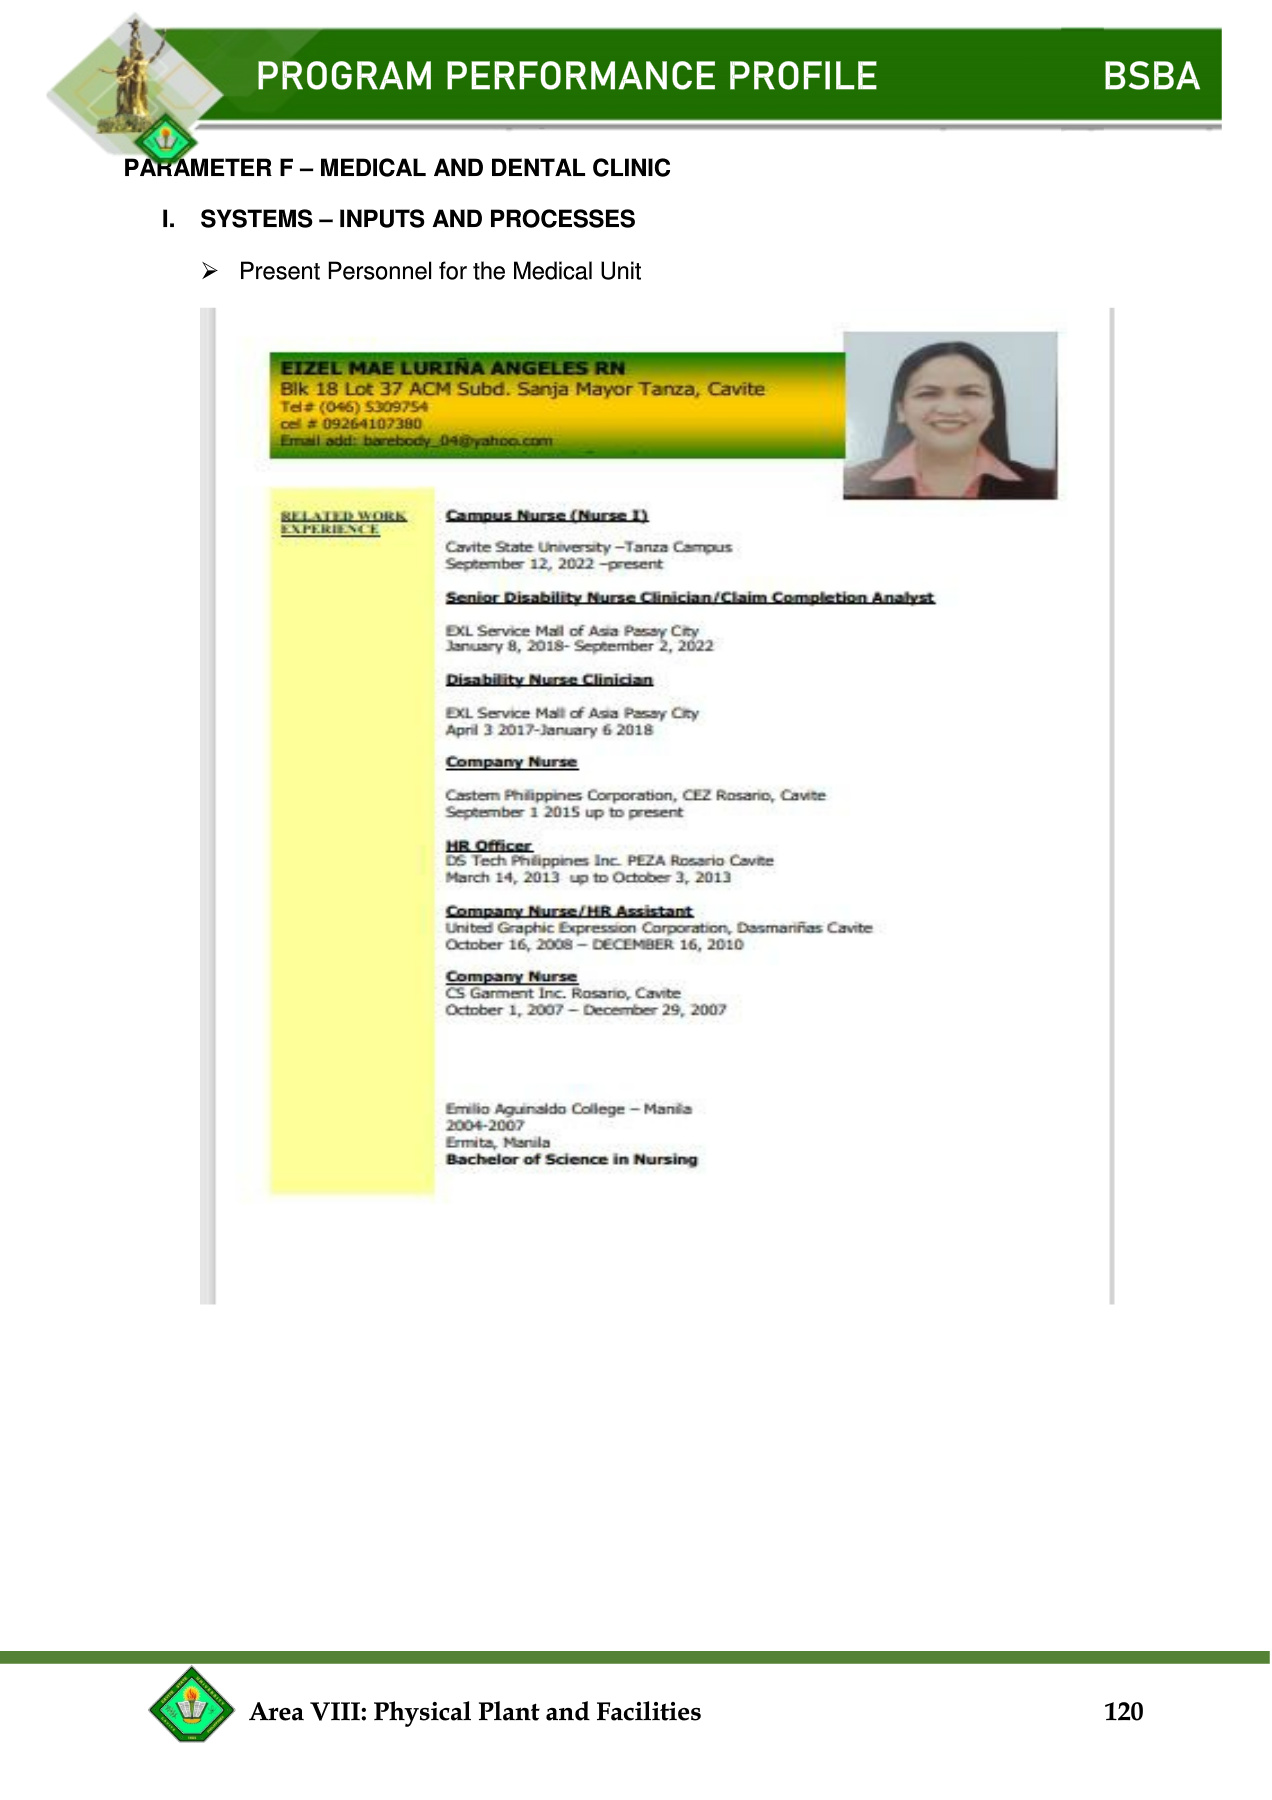 PROGRAM PERFORMANCE PROFILE BSBA
PARAMETER F – MEDICAL AND DENTAL CLINIC
I. SYSTEMS – INPUTS AND PROCESSES
➢ Present Personnel for the Medical Unit
EIZEL MAE LURIÑA ANGELES RN
Blk 18 Lot 37 ACM Subd. Sanja Mayor Tanza, Cavite
Tel# (046) 5309754
cel # 09264107380
Email add: barebody_04@yahoo.com
RELATED WORK
EXPERIENCE
Campus Nurse (Nurse I)
Cavite State University –Tanza Campus
September 12, 2022 –present
Senior Disability Nurse Clinician/Claim Completion Analyst
EXL Service Mall of Asia Pasay City
January 8, 2018- September 2, 2022
Disability Nurse Clinician
EXL Service Mall of Asia Pasay City
April 3 2017-January 6 2018
Company Nurse
Castem Philippines Corporation, CEZ Rosario, Cavite
September 1 2015 up to present
HR Officer
DS Tech Philippines Inc. PEZA Rosario Cavite
March 14, 2013 up to October 3, 2013
Company Nurse/HR Assistant
United Graphic Expression Corporation, Dasmariñas Cavite
October 16, 2008 – DECEMBER 16, 2010
Company Nurse
CS Garment Inc. Rosario, Cavite
October 1, 2007 – December 29, 2007
Emilio Aguinaldo College – Manila
2004-2007
Ermita, Manila
Bachelor of Science in Nursing
Area VIII: Physical Plant and Facilities 120